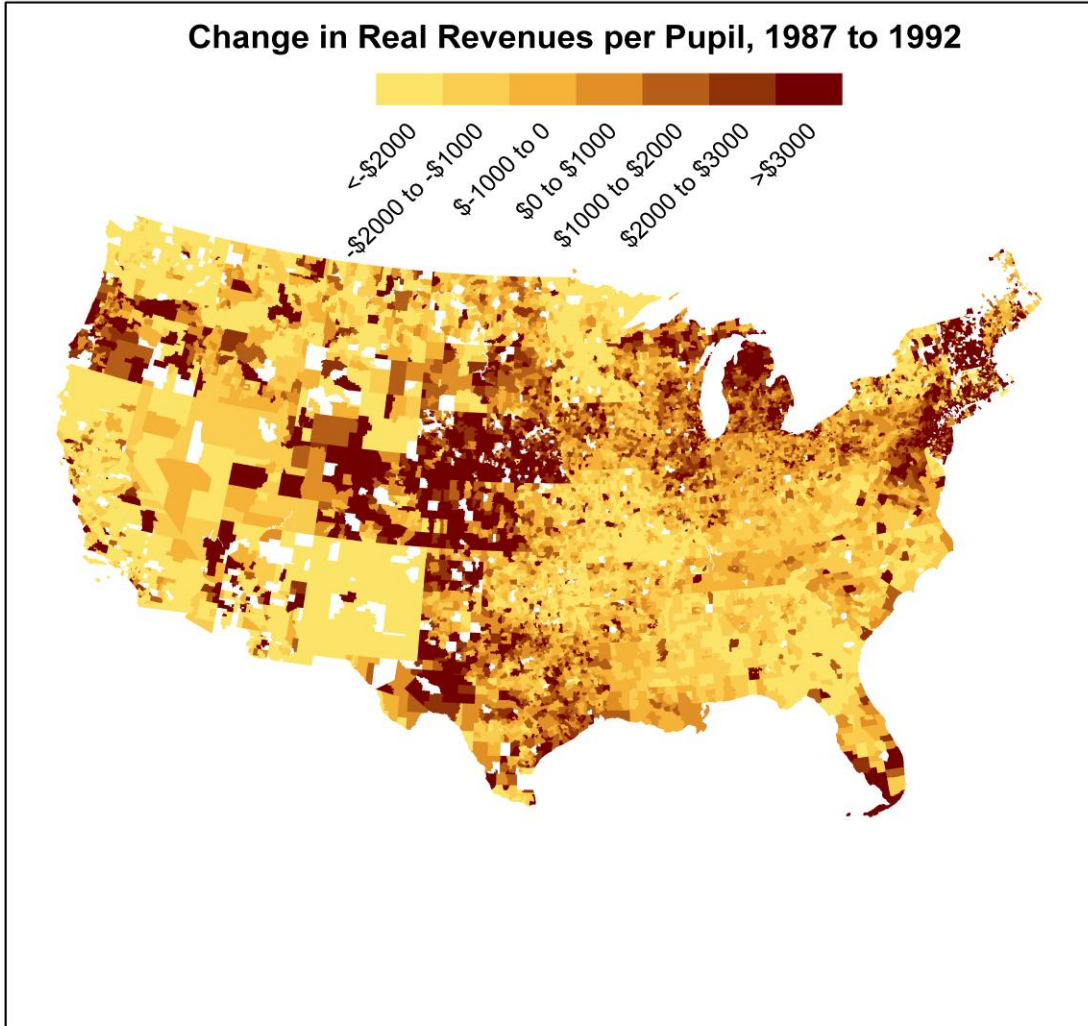 Change in Real Revenues per Pupil, 1987 to 1992
<-$2000
-$2000 to -$1000
$-1000 to 0
$0 to $1000
$1000 to $2000
$2000 to $3000
>$3000